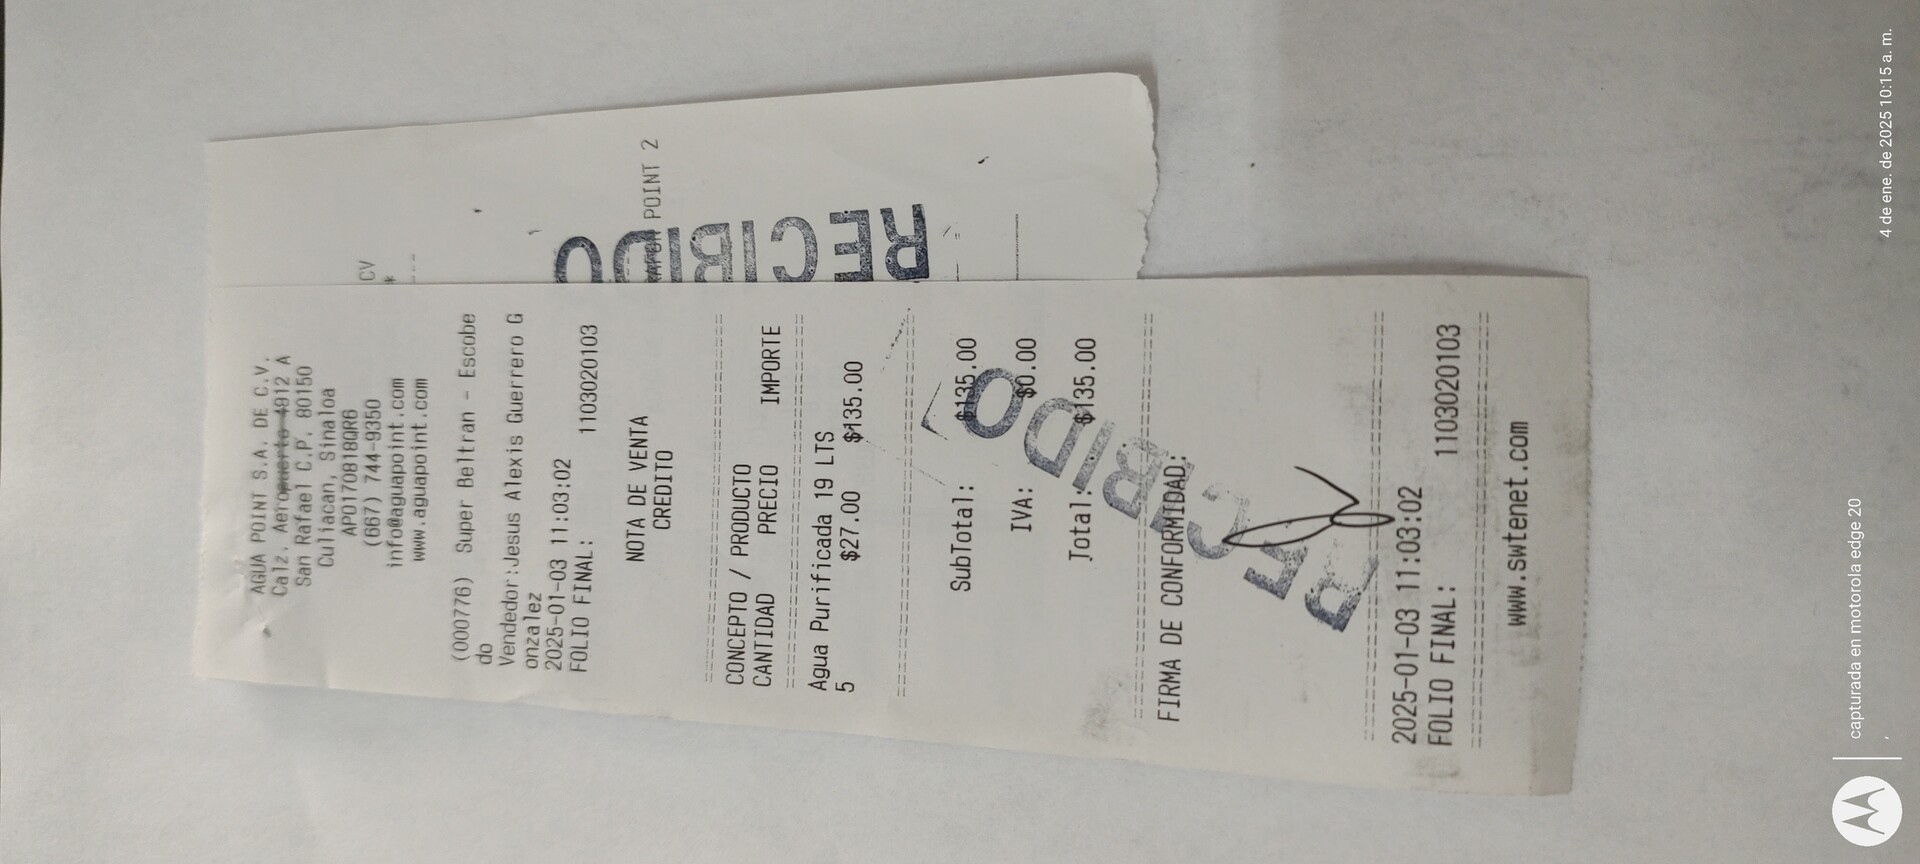 AGUA POINT S.A. DE C.V.
Calz. Aeropuerto 4912 A
San Rafael C.P. 80150
Culiacan, Sinaloa
APO170818QR6
(667) 744-9350
info@aguapoint.com
www.aguapoint.com
(000776) Super Beltran - Escobe
do
Vendedor:Jesus Alexis Guerrero G
onzalez
2025-01-03 11:03:02
FOLIO FINAL: 1103020103
NOTA DE VENTA
CREDITO
CONCEPTO / PRODUCTO
CANTIDAD PRECIO IMPORTE
Agua Purificada 19 LTS
5 $27.00 $135.00
SubTotal: $135.00
IVA: $0.00
Total: $135.00
RECIBIDO
FIRMA DE CONFORMIDAD:
2025-01-03 11:03:02
FOLIO FINAL: 1103020103
www.swtenet.com
CV
POINT 2
RECIBIDO
capturada en motorola edge 20
4 de ene. de 2025 10:15 a. m.